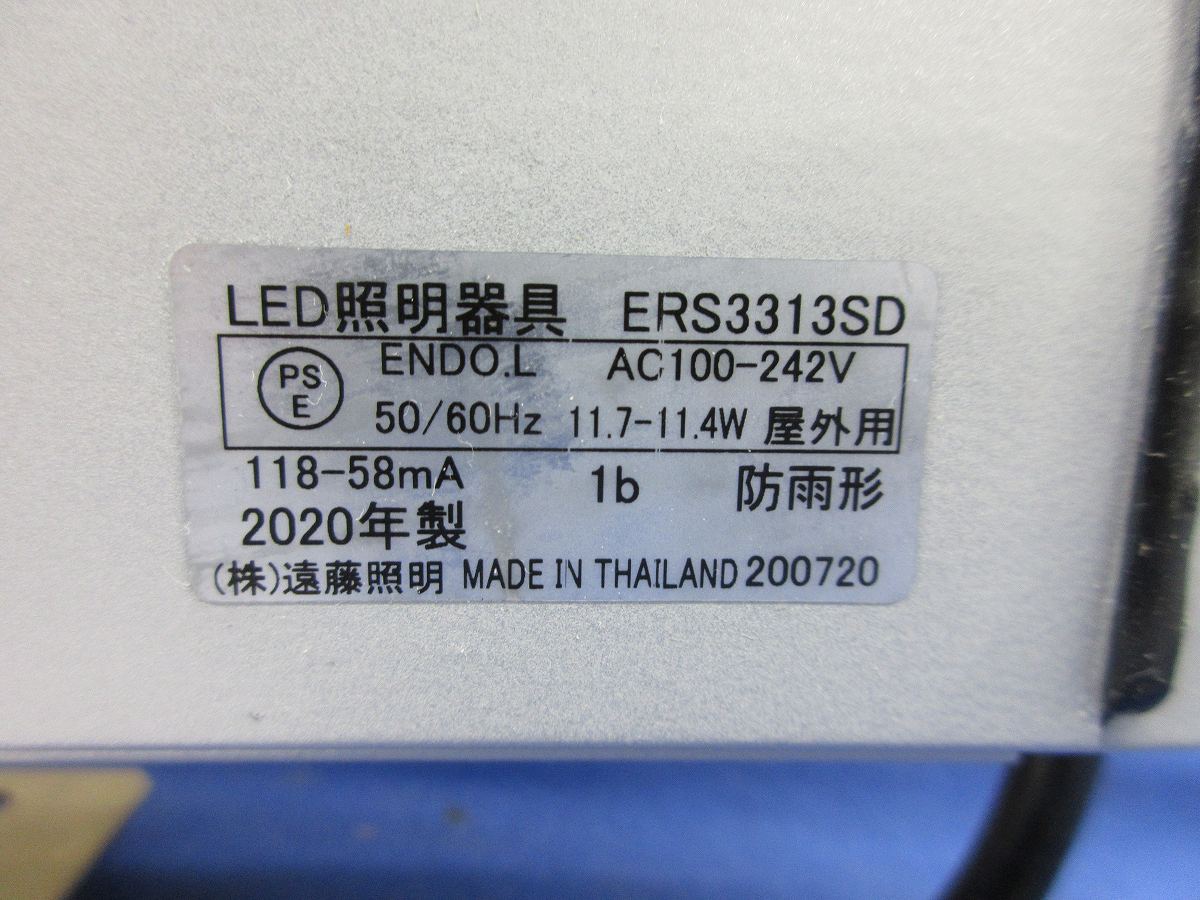 LED照明器具 ERS3313SD
PS E ENDO.L AC100-242V
50/60Hz 11.7-11.4W 屋外用
118-58mA 1b 防雨形
2020年製
(株)遠藤照明 MADE IN THAILAND 200720